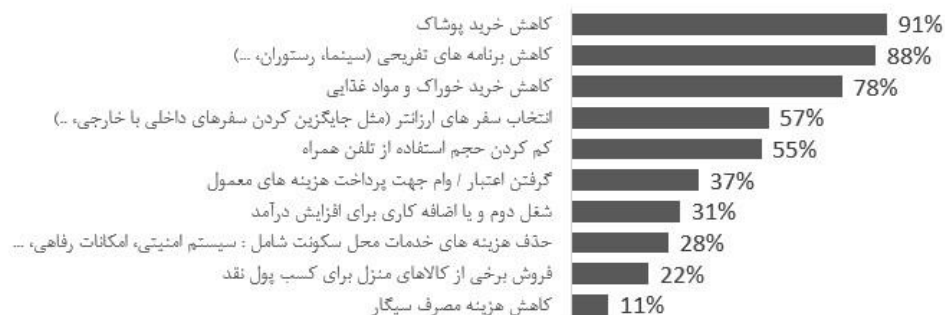 کاهش خرید پوشاک 91%
کاهش برنامه های تفریحی (سینما، رستوران، ...) 88%
کاهش خرید خوراک و مواد غذایی 78%
انتخاب سفر های ارزانتر (مثل جایگزین کردن سفرهای داخلی با خارجی، ..) 57%
کم کردن حجم استفاده از تلفن همراه 55%
گرفتن اعتبار / وام جهت پرداخت هزینه های معمول 37%
شغل دوم و یا اضافه کاری برای افزایش درآمد 31%
حذف هزینه های خدمات محل سکونت شامل : سیستم امنیتی، امکانات رفاهی، ... 28%
فروش برخی از کالاهای منزل برای کسب پول نقد 22%
کاهش هزینه مصرف سیگار 11%